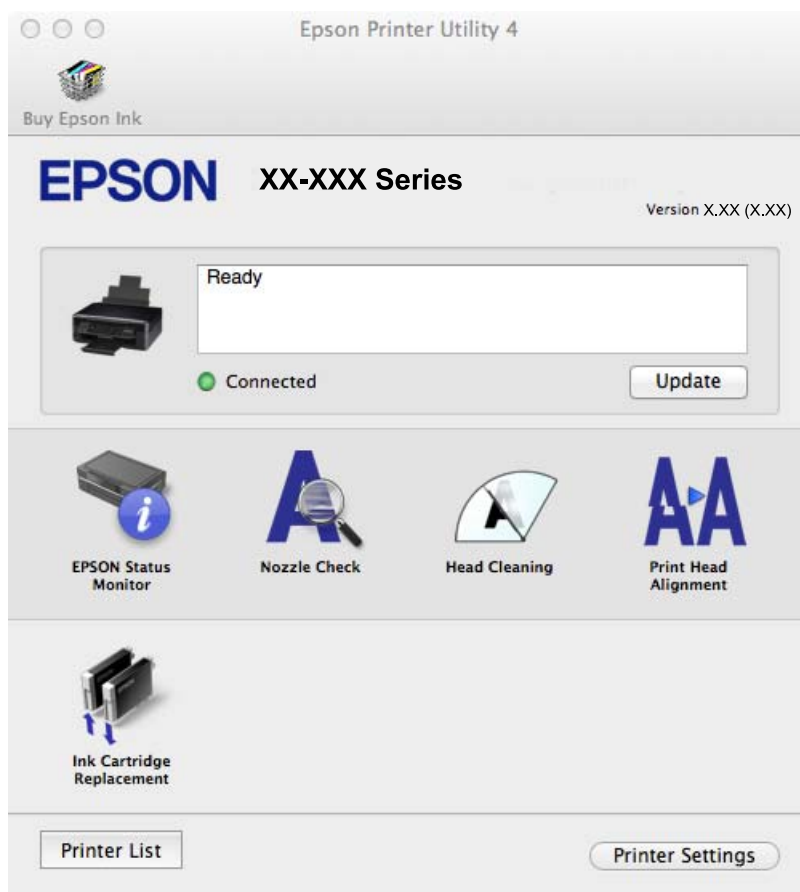 Epson Printer Utility 4
Buy Epson Ink
EPSON XX-XXX Series
Version X.XX (X.XX)
Ready
Connected
Update
EPSON Status
Monitor
Nozzle Check
Head Cleaning
Print Head
Alignment
Ink Cartridge
Replacement
Printer List
Printer Settings